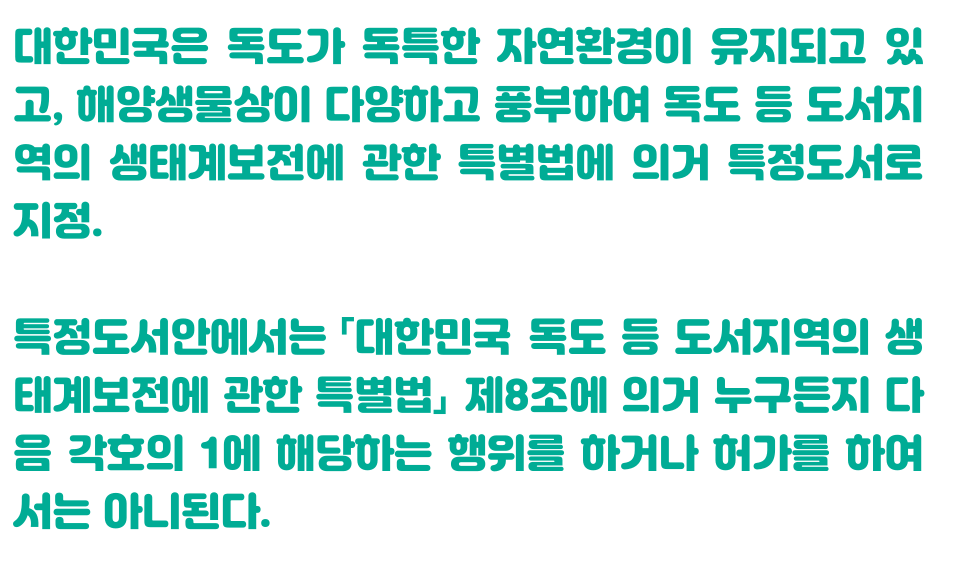 대한민국은 독도가 독특한 자연환경이 유지되고 있
고, 해양생물상이 다양하고 풍부하여 독도 등 도서지
역의 생태계보전에 관한 특별법에 의거 특정도서로
지정.
특정도서안에서는 「대한민국 독도 등 도서지역의 생
태계보전에 관한 특별법」 제8조에 의거 누구든지 다
음 각호의 1에 해당하는 행위를 하거나 허가를 하여
서는 아니된다.